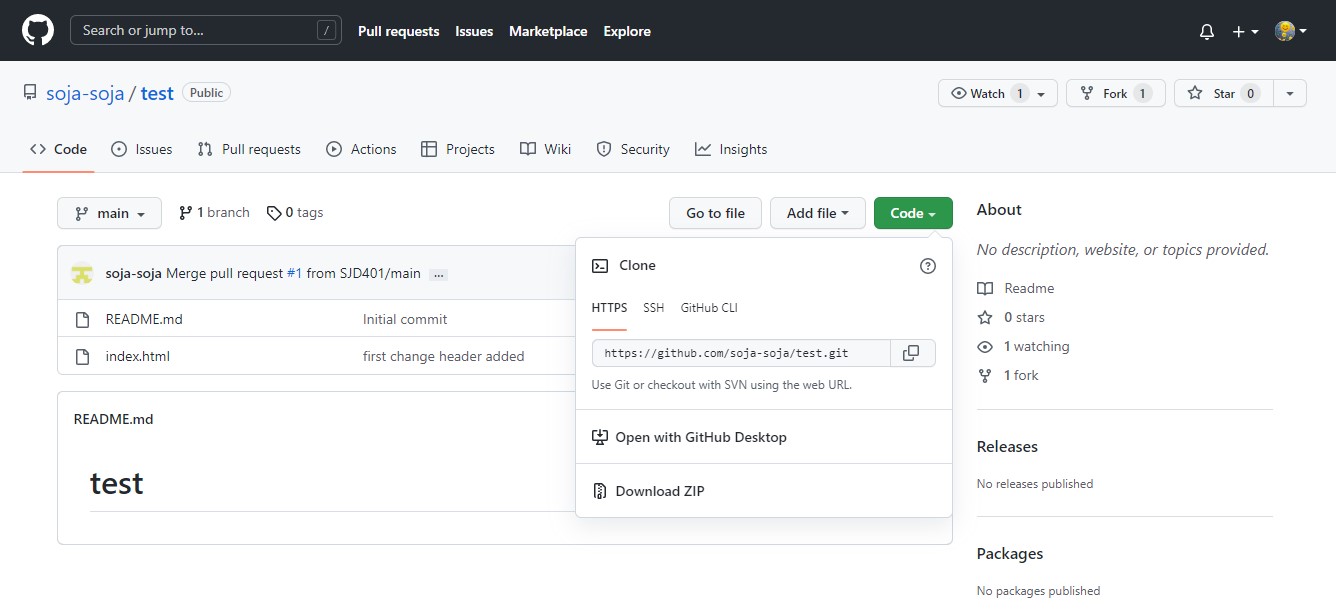 Search or jump to... /
Pull requests Issues Marketplace Explore
soja-soja / test Public
Watch 1 Fork 1 Star 0
Code Issues Pull requests Actions Projects Wiki Security Insights
main 1 branch 0 tags
Go to file Add file Code
soja-soja Merge pull request #1 from SJD401/main ...
README.md Initial commit
index.html first change header added
README.md
test
Clone
HTTPS SSH GitHub CLI
https://github.com/soja-soja/test.git
Use Git or checkout with SVN using the web URL.
Open with GitHub Desktop
Download ZIP
About
No description, website, or topics provided.
Readme
0 stars
1 watching
1 fork
Releases
No releases published
Packages
No packages published